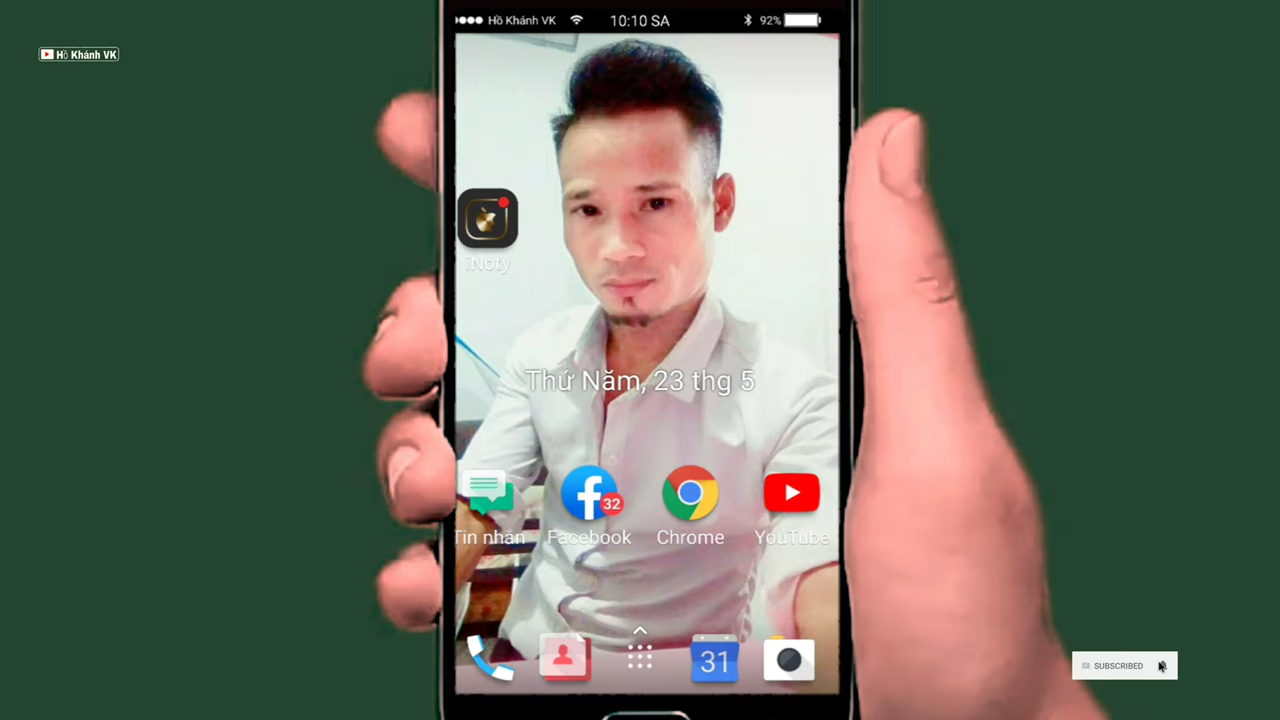 Hồ Khánh VK
10:10 SA
92%
Hồ Khánh VK
iNoty
Thứ Năm, 23 thg 5
32
Tin nhắn
Facebook
Chrome
YouTube
31
SUBSCRIBED